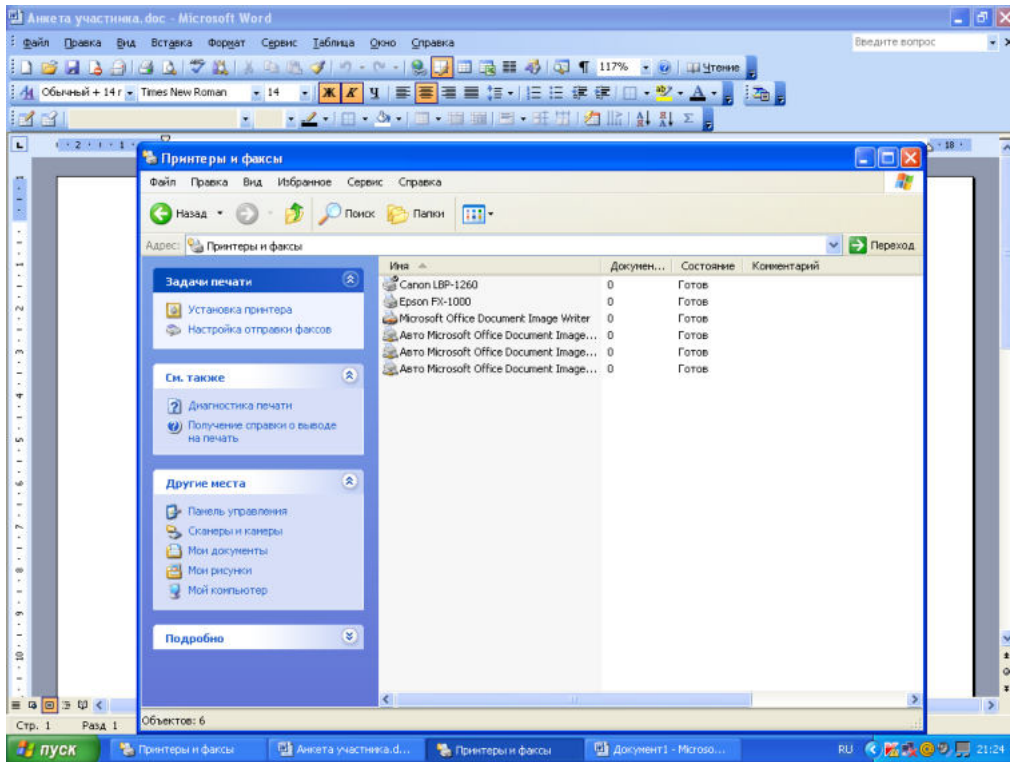 Анкета участника.doc - Microsoft Word
Файл Правка Вид Вставка Формат Сервис Таблица Окно Справка
Введите вопрос
117% Чтение
Обычный + 14 г Times New Roman 14 Ж К Ч
2 1 1 18
Принтеры и факсы
Файл Правка Вид Избранное Сервис Справка
Назад Поиск Папки
Адрес: Принтеры и факсы Переход
Имя Докумен... Состояние Комментарий
Задачи печати
Установка принтера
Настройка отправки факсов
Canon LBP-1260 0 Готов
Epson FX-1000 0 Готов
Microsoft Office Document Image Writer 0 Готов
Авто Microsoft Office Document Image... 0 Готов
Авто Microsoft Office Document Image... 0 Готов
Авто Microsoft Office Document Image... 0 Готов
См. также
Диагностика печати
Получение справки о выводе
на печать
Другие места
Панель управления
Сканеры и камеры
Мои документы
Мои рисунки
Мой компьютер
Подробно
Объектов: 6
Стр. 1 Разд 1
пуск Принтеры и факсы Анкета участника.d... Принтеры и факсы Документ1 - Microso... RU 21:24